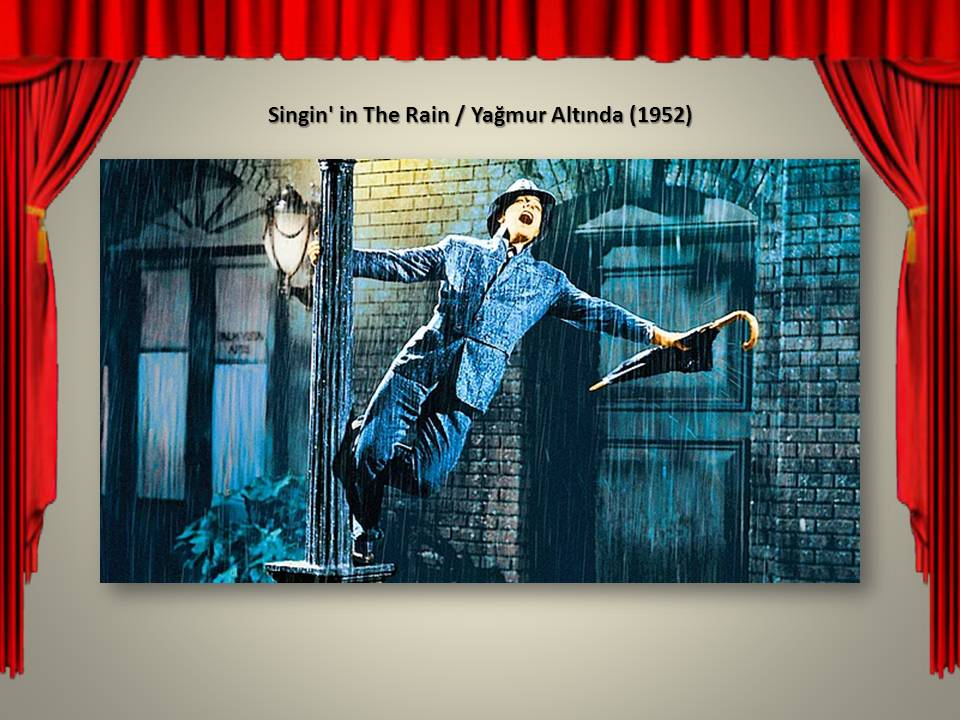 Singin' in The Rain / Yağmur Altında (1952)